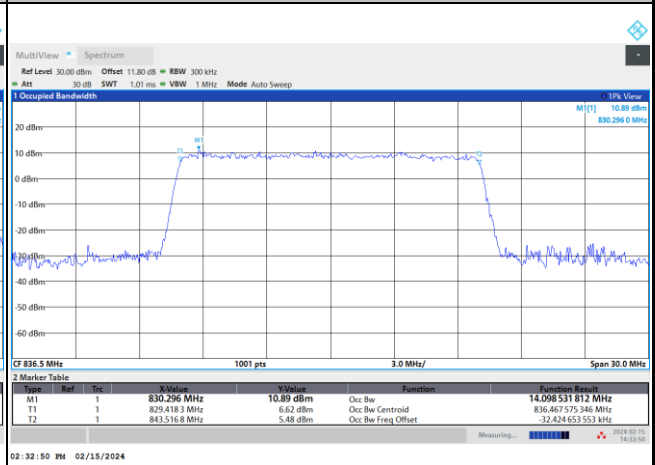 MultiView Spectrum
Ref Level 30.00 dBm Offset 11.80 dB RBW 300 kHz
Att 30 dB SWT 1.01 ms VBW 1 MHz Mode Auto Sweep
1 Occupied Bandwidth 1Pk View
M1[1] 10.89 dBm
830.296 0 MHz
20 dBm
M1
T1 T2
10 dBm
0 dBm
-10 dBm
-20 dBm
-30 dBm
-40 dBm
-50 dBm
-60 dBm
CF 836.5 MHz 1001 pts 3.0 MHz/ Span 30.0 MHz
2 Marker Table
Type Ref Trc X-Value Y-Value Function Function Result
M1 1 830.296 MHz 10.89 dBm Occ Bw 14.098 531 812 MHz
T1 1 829.418 3 MHz 6.62 dBm Occ Bw Centroid 836.467 575 346 MHz
T2 1 843.516 8 MHz 5.48 dBm Occ Bw Freq Offset -32.424 653 553 kHz
Measuring... 2024-02-15
14:32:50
02:32:50 PM 02/15/2024